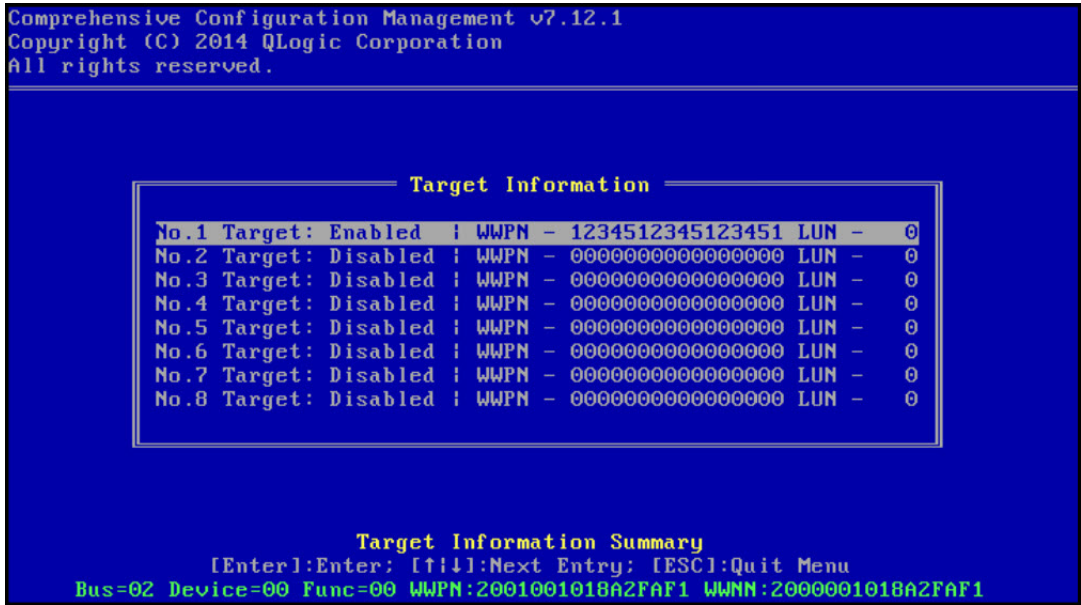 Comprehensive Configuration Management v7.12.1
Copyright (C) 2014 QLogic Corporation
All rights reserved.
Target Information
No.1 Target: Enabled ¦ WWPN - 1234512345123451 LUN - 0
No.2 Target: Disabled ¦ WWPN - 0000000000000000 LUN - 0
No.3 Target: Disabled ¦ WWPN - 0000000000000000 LUN - 0
No.4 Target: Disabled ¦ WWPN - 0000000000000000 LUN - 0
No.5 Target: Disabled ¦ WWPN - 0000000000000000 LUN - 0
No.6 Target: Disabled ¦ WWPN - 0000000000000000 LUN - 0
No.7 Target: Disabled ¦ WWPN - 0000000000000000 LUN - 0
No.8 Target: Disabled ¦ WWPN - 0000000000000000 LUN - 0
Target Information Summary
[Enter]:Enter; [↑¦↓]:Next Entry; [ESC]:Quit Menu
Bus=02 Device=00 Func=00 WWPN:2001001018A2FAF1 WWNN:2000001018A2FAF1